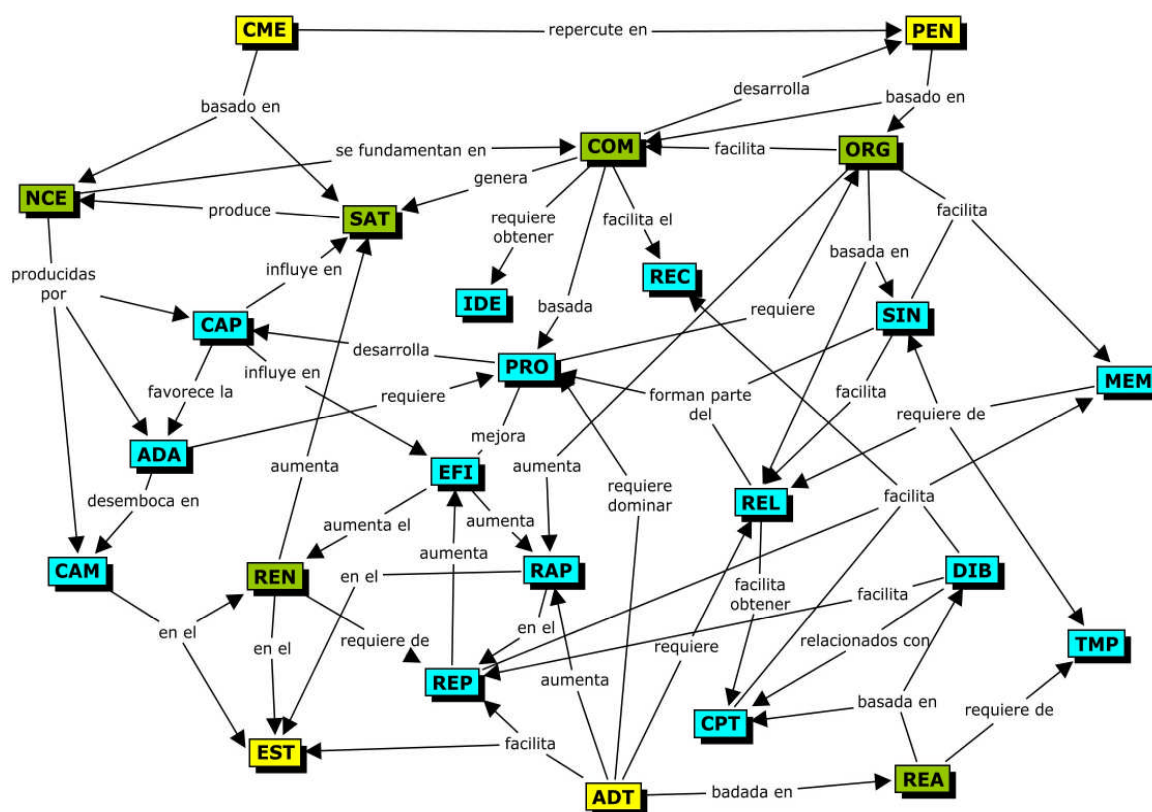 CME
repercute en
PEN
basado en
desarrolla
basado en
se fundamentan en
COM
facilita
ORG
NCE
produce
SAT
genera
requiere
obtener
facilita el
facilita
basada en
producidas
por
influye en
REC
IDE
basada
requiere
SIN
CAP
desarrolla
PRO
MEM
favorece la
influye en
requiere
forman parte
del
facilita
requiere de
ADA
mejora
EFI
aumenta
aumenta
requiere
dominar
REL
facilita
desemboca en
aumenta el
aumenta
aumenta
CAM
REN
en el
RAP
facilita
obtener
facilita
DIB
en el
en el
requiere de
en el
requiere
relacionados con
TMP
REP
aumenta
CPT
basada en
requiere de
EST
facilita
ADT
badada en
REA